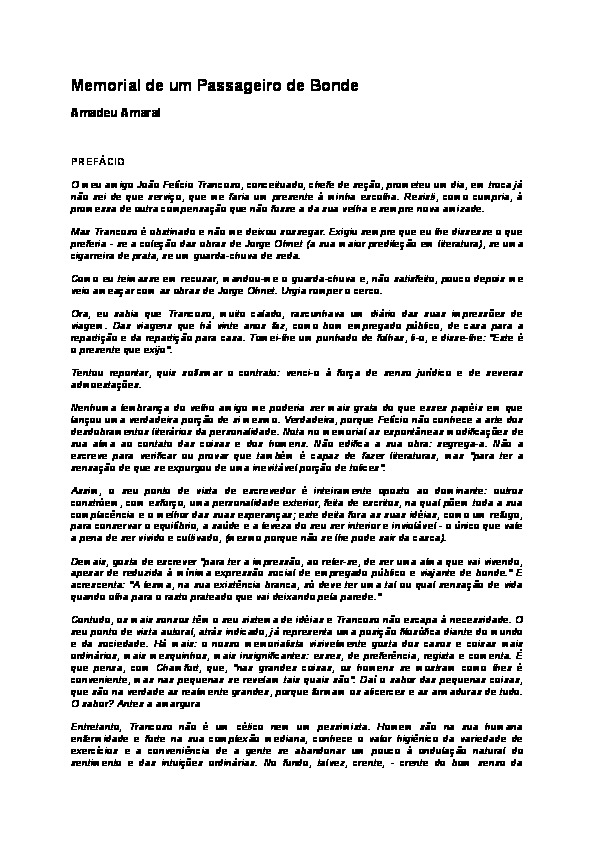 Memorial de um Passageiro de Bonde
Amadeu Amaral
PREFÁCIO
O meu amigo João Felício Trancoso, conceituado, chefe de seção, prometeu um dia, em troca já
não sei de que serviço, que me faria um presente à minha escolha. Resisti, como cumpria, à
promessa de outra compensação que não fosse a da sua velha e sempre nova amizade.
Mas Trancoso é obstinado e não me deixou sossegar. Exigiu sempre que eu lhe dissesse o que
preferia - se a coleção das obras de Jorge Ohnet (a sua maior predileção em literatura), se uma
cigarreira de prata, se um guarda-chuva de seda.
Como eu teimasse em recusar, mandou-me o guarda-chuva e, não satisfeito, pouco depois me
veio ameaçar com as obras de Jorge Ohnet. Urgia romper o cerco.
Ora, eu sabia que Trancoso, muito calado, rascunhava um diário das suas impressões de
viagem. Das viagens que há vinte anos faz, como bom empregado público, de casa para a
repartição e da repartição para casa. Tomei-lhe um punhado de folhas, li-o, e disse-lhe: "Este é
o presente que exijo".
Tentou repontar, quis sofismar o contrato: venci-o à força de senso jurídico e de severas
admoestações.
Nenhuma lembrança do velho amigo me poderia ser mais grata do que esses papéis em que
lançou uma verdadeira porção de si mesmo. Verdadeira, porque Felício não conhece a arte dos
desdobramentos literários da personalidade. Nota no memorial as espontâneas modificações de
sua alma ao contato das coisas e dos homens. Não edifica a sua obra: segrega-a. Não a
escreve para verificar ou provar que também é capaz de fazer literaturas, mas "para ter a
sensação de que se expurgou de uma inevitável porção de tolices".
Assim, o seu ponto de vista de escrevedor é inteiramente oposto ao dominante: outros
constróem, com esforço, uma personalidade exterior, feita de escritos, na qual põem toda a sua
complacência e o melhor das suas esperanças; este deita fora as suas idéias, como um refugo,
para conservar o equilíbrio, a saúde e a leveza do seu ser interior e inviolável - o único que vale
a pena de ser vivido e cultivado, (mesmo porque não se lhe pode sair da casca).
Demais, gosta de escrever "para ter a impressão, ao reler-se, de ser uma alma que vai vivendo,
apesar de reduzida à mínima expressão social de empregado público e viajante de bonde." E
acrescenta: "A lesma, na sua existência branca, só deve ter uma tal ou qual sensação de vida
quando olha para o rasto prateado que vai deixando pela parede."
Contudo, os mais sonsos têm o seu sistema de idéias e Trancoso não escapa à necessidade. O
seu ponto de vista autoral, atrás indicado, já representa uma posição filosófica diante do mundo
e da sociedade. Há mais: o nosso memorialista visivelmente gosta dos casos e coisas mais
ordinários, mais mesquinhos, mais insignificantes: esses, de preferência, regista e comenta. É
que pensa, com Chamfort, que, "nas grandes coisas, os homens se mostram como lhes é
conveniente, mas nas pequenas se revelam tais quais são". Daí o sabor das pequenas coisas,
que são na verdade as realmente grandes, porque formam os alicerces e as armaduras de tudo.
O sabor? Antes a amargura
Entretanto, Trancoso não é um cético nem um pessimista. Homem são na sua humana
enfermidade e forte na sua complexão mediana, conhece o valor higiênico da variedade de
exercícios e a conveniência de a gente se abandonar um pouco à ondulação natural do
sentimento e das intuições ordinárias. No fundo, talvez, crente, - crente do bom senso da